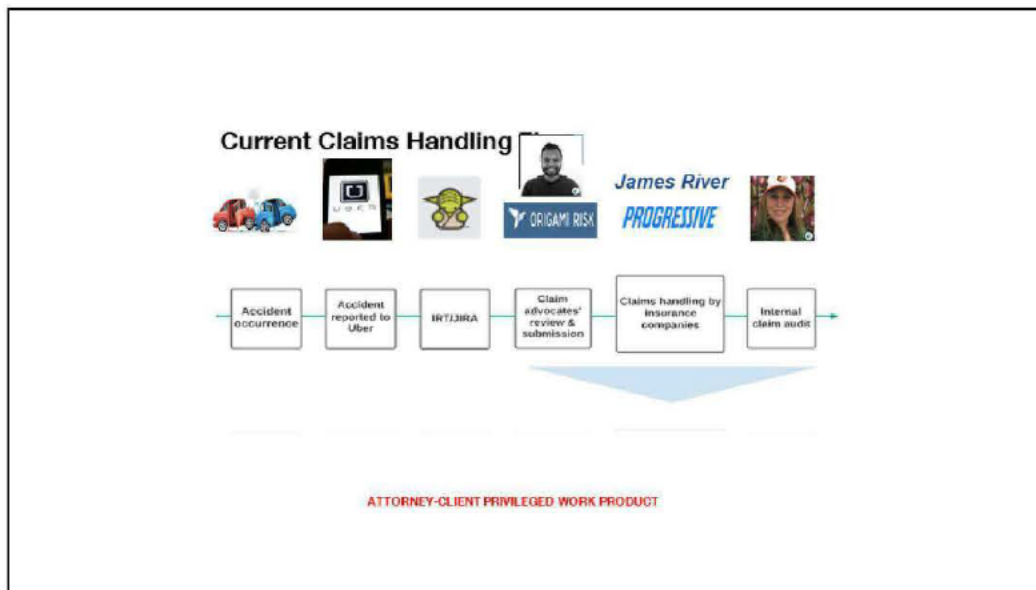 Current Claims Handling
UBER
ORIGAMI RISK
James River
PROGRESSIVE
Accident
occurrence
Accident
reported to
Uber
IRT/JIRA
Claim
advocates'
review &
submission
Claims handling by
insurance
companies
Internal
claim audit
ATTORNEY-CLIENT PRIVILEGED WORK PRODUCT